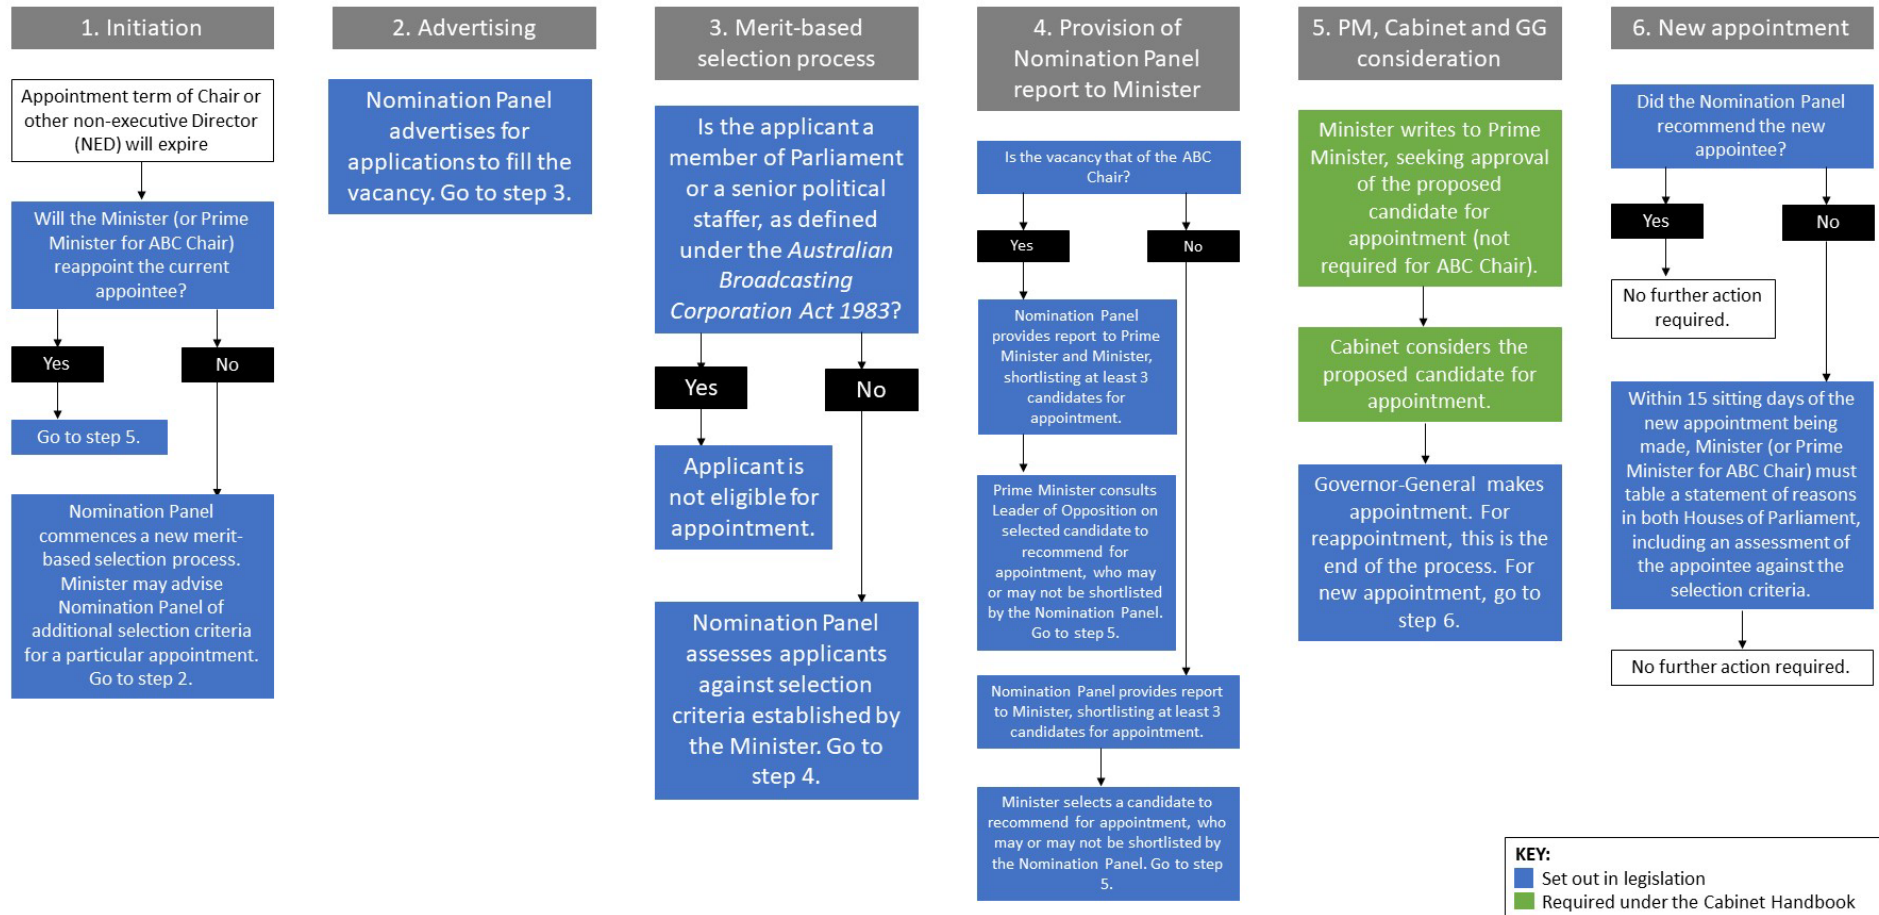 1. Initiation
Appointment term of Chair or
other non-executive Director
(NED) will expire
Will the Minister (or Prime
Minister for ABC Chair)
reappoint the current
appointee?
Yes
No
Go to step 5.
Nomination Panel
commences a new merit-
based selection process.
Minister may advise
Nomination Panel of
additional selection criteria
for a particular appointment.
Go to step 2.
2. Advertising
Nomination Panel
advertises for
applications to fill the
vacancy. Go to step 3.
3. Merit-based
selection process
Is the applicant a
member of Parliament
or a senior political
staffer, as defined
under the Australian
Broadcasting
Corporation Act 1983?
Yes
No
Applicant is
not eligible for
appointment.
Nomination Panel
assesses applicants
against selection
criteria established by
the Minister. Go to
step 4.
4. Provision of
Nomination Panel
report to Minister
Is the vacancy that of the ABC
Chair?
Yes
No
Nomination Panel
provides report to Prime
Minister and Minister,
shortlisting at least 3
candidates for
appointment.
Prime Minister consults
Leader of Opposition on
selected candidate to
recommend for
appointment, who may
or may not be shortlisted
by the Nomination Panel.
Go to step 5.
Nomination Panel provides report
to Minister, shortlisting at least 3
candidates for appointment.
Minister selects a candidate to
recommend for appointment, who
may or may not be shortlisted by
the Nomination Panel. Go to step
5.
5. PM, Cabinet and GG
consideration
Minister writes to Prime
Minister, seeking approval
of the proposed
candidate for
appointment (not
required for ABC Chair).
Cabinet considers the
proposed candidate for
appointment.
Governor-General makes
appointment. For
reappointment, this is the
end of the process. For
new appointment, go to
step 6.
6. New appointment
Did the Nomination Panel
recommend the new
appointee?
Yes
No
No further action
required.
Within 15 sitting days of the
new appointment being
made, Minister (or Prime
Minister for ABC Chair) must
table a statement of reasons
in both Houses of Parliament,
including an assessment of
the appointee against the
selection criteria.
No further action required.
KEY:
Set out in legislation
Required under the Cabinet Handbook